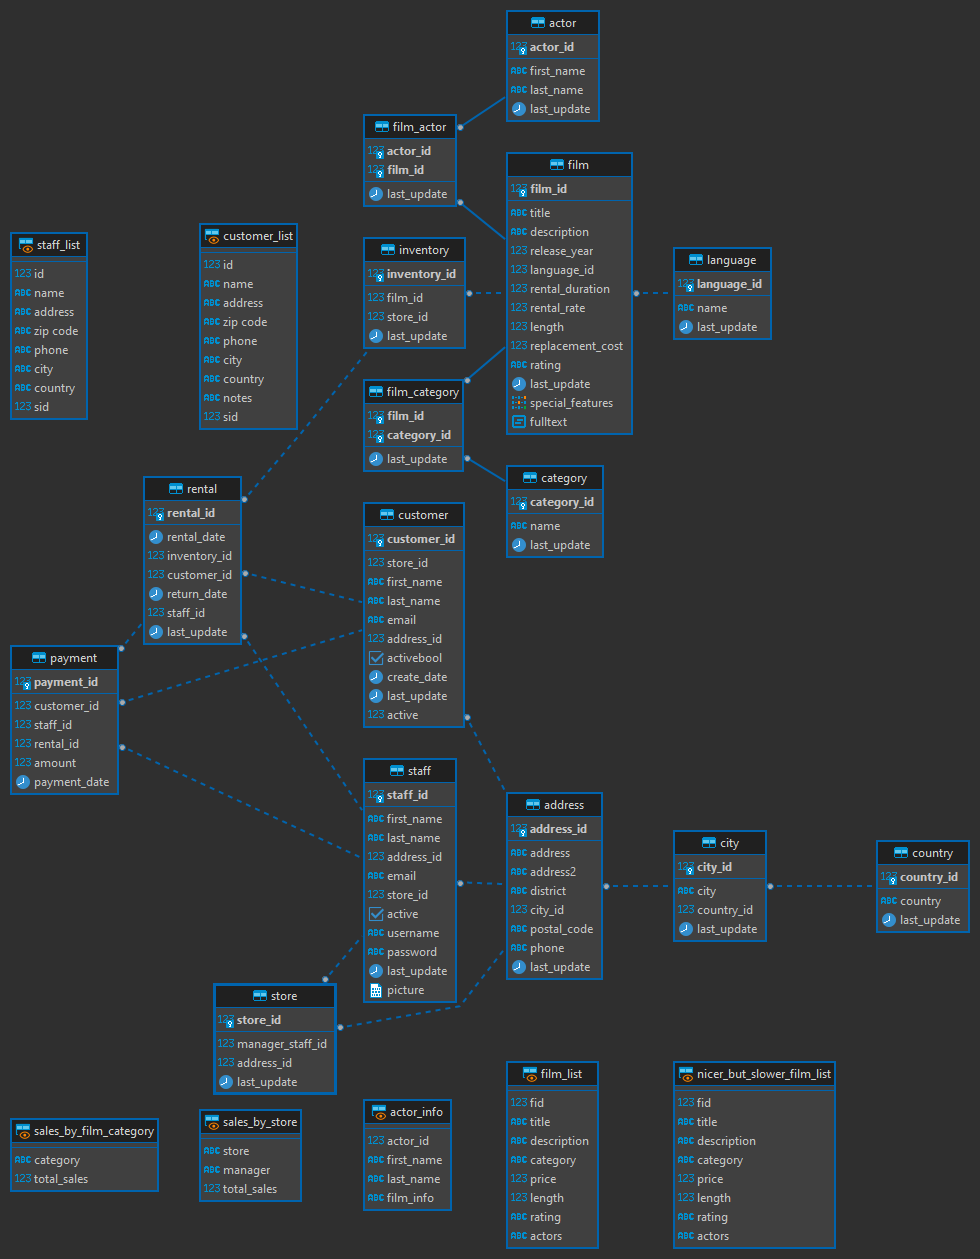 actor
123 actor_id
ABC first_name
ABC last_name
last_update
film_actor
123 actor_id
123 film_id
last_update
film
123 film_id
ABC title
ABC description
123 release_year
123 language_id
123 rental_duration
123 rental_rate
123 length
123 replacement_cost
ABC rating
last_update
special_features
fulltext
staff_list
123 id
ABC name
ABC address
ABC zip code
ABC phone
ABC city
ABC country
123 sid
customer_list
123 id
ABC name
ABC address
ABC zip code
ABC phone
ABC city
ABC country
ABC notes
123 sid
inventory
123 inventory_id
123 film_id
123 store_id
last_update
language
123 language_id
ABC name
last_update
film_category
123 film_id
123 category_id
last_update
category
123 category_id
ABC name
last_update
rental
123 rental_id
rental_date
123 inventory_id
123 customer_id
return_date
123 staff_id
last_update
customer
123 customer_id
123 store_id
ABC first_name
ABC last_name
ABC email
123 address_id
activebool
create_date
last_update
123 active
payment
123 payment_id
123 customer_id
123 staff_id
123 rental_id
123 amount
payment_date
staff
123 staff_id
ABC first_name
ABC last_name
123 address_id
ABC email
123 store_id
active
ABC username
ABC password
last_update
picture
address
123 address_id
ABC address
ABC address2
ABC district
123 city_id
ABC postal_code
ABC phone
last_update
city
123 city_id
ABC city
123 country_id
last_update
country
123 country_id
ABC country
last_update
store
123 store_id
123 manager_staff_id
123 address_id
last_update
sales_by_film_category
ABC category
123 total_sales
sales_by_store
ABC store
ABC manager
123 total_sales
actor_info
123 actor_id
ABC first_name
ABC last_name
ABC film_info
film_list
123 fid
ABC title
ABC description
ABC category
123 price
123 length
ABC rating
ABC actors
nicer_but_slower_film_list
123 fid
ABC title
ABC description
ABC category
123 price
123 length
ABC rating
ABC actors